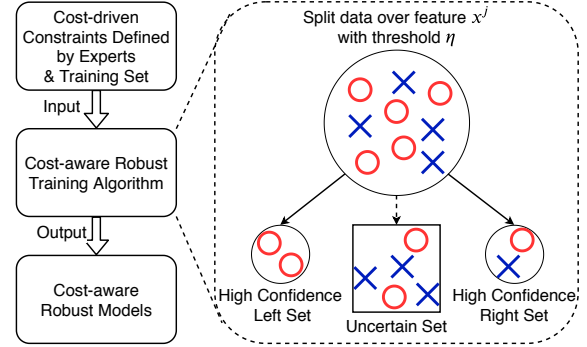 Cost-driven
Constraints Defined
by Experts
& Training Set
Input
Cost-aware Robust
Training Algorithm
Output
Cost-aware
Robust Models
Split data over feature x^j
with threshold η
High Confidence
Left Set
Uncertain Set
High Confidence
Right Set